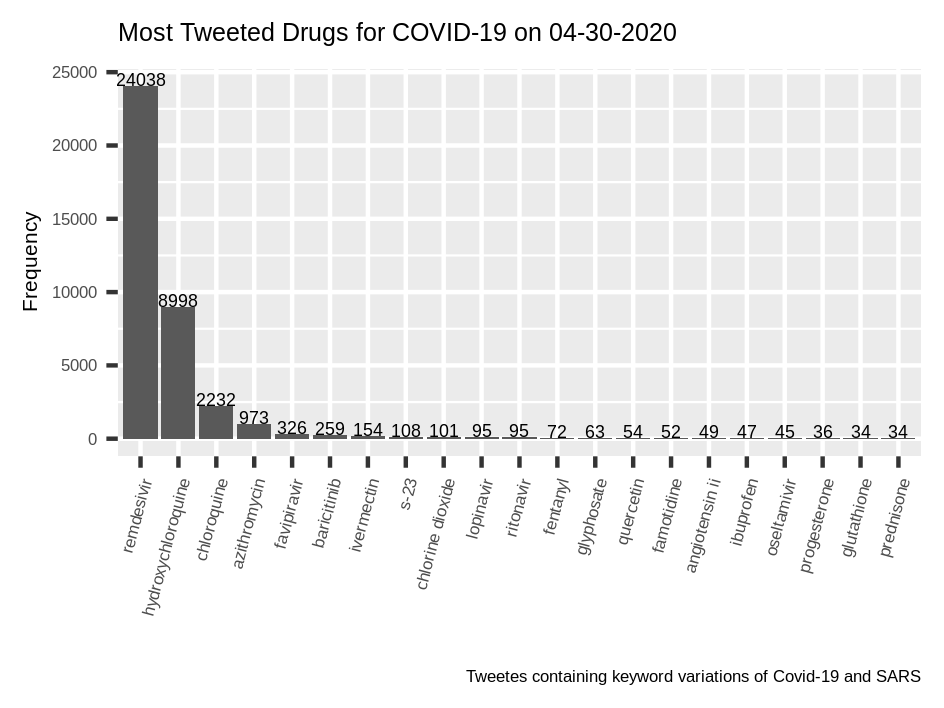 Most Tweeted Drugs for COVID-19 on 04-30-2020
Frequency
25000
20000
15000
10000
5000
0
24038
8998
2232
973
326
259
154
108
101
95
95
72
63
54
52
49
47
45
36
34
34
remdesivir
hydroxychloroquine
chloroquine
azithromycin
favipiravir
baricitinib
ivermectin
s-23
chlorine dioxide
lopinavir
ritonavir
fentanyl
glyphosate
quercetin
famotidine
angiotensin ii
ibuprofen
oseltamivir
progesterone
glutathione
prednisone
Tweetes containing keyword variations of Covid-19 and SARS